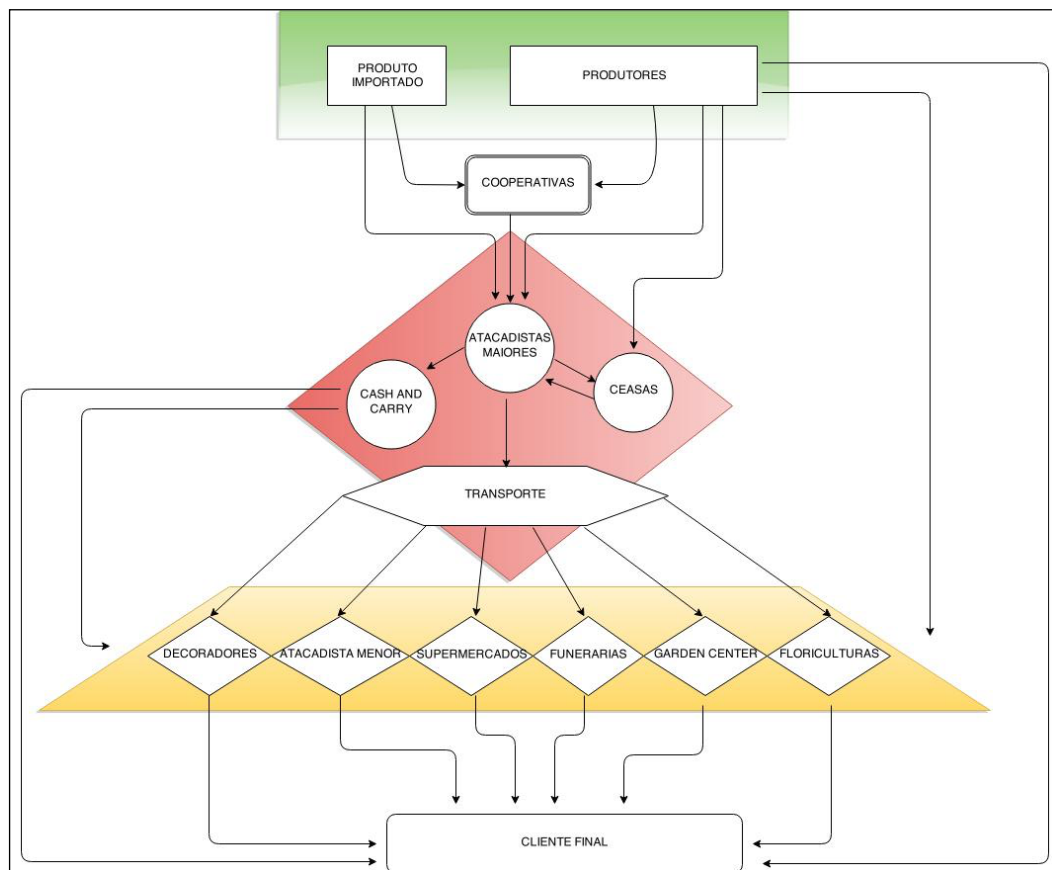 PRODUTO
IMPORTADO
PRODUTORES
COOPERATIVAS
ATACADISTAS
MAIORES
CASH AND
CARRY
CEASAS
TRANSPORTE
DECORADORES
ATACADISTA MENOR
SUPERMERCADOS
FUNERARIAS
GARDEN CENTER
FLORICULTURAS
CLIENTE FINAL